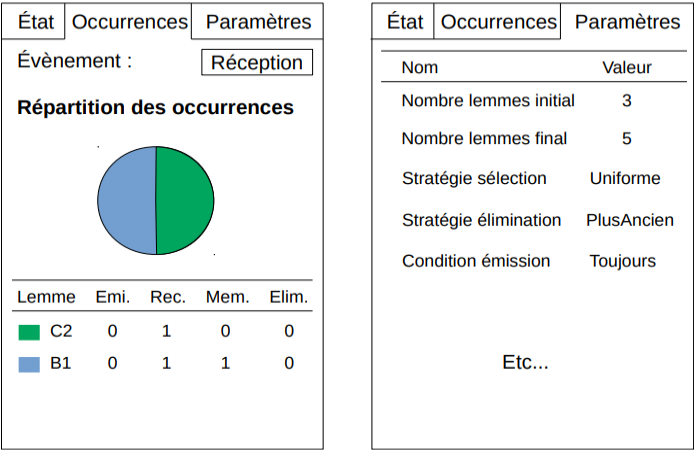 État Occurrences Paramètres
Évènement : Réception
Répartition des occurrences
Lemme Emi. Rec. Mem. Elim.
C2 0 1 0 0
B1 0 1 1 0
État Occurrences Paramètres
Nom Valeur
Nombre lemmes initial 3
Nombre lemmes final 5
Stratégie sélection Uniforme
Stratégie élimination PlusAncien
Condition émission Toujours
Etc...